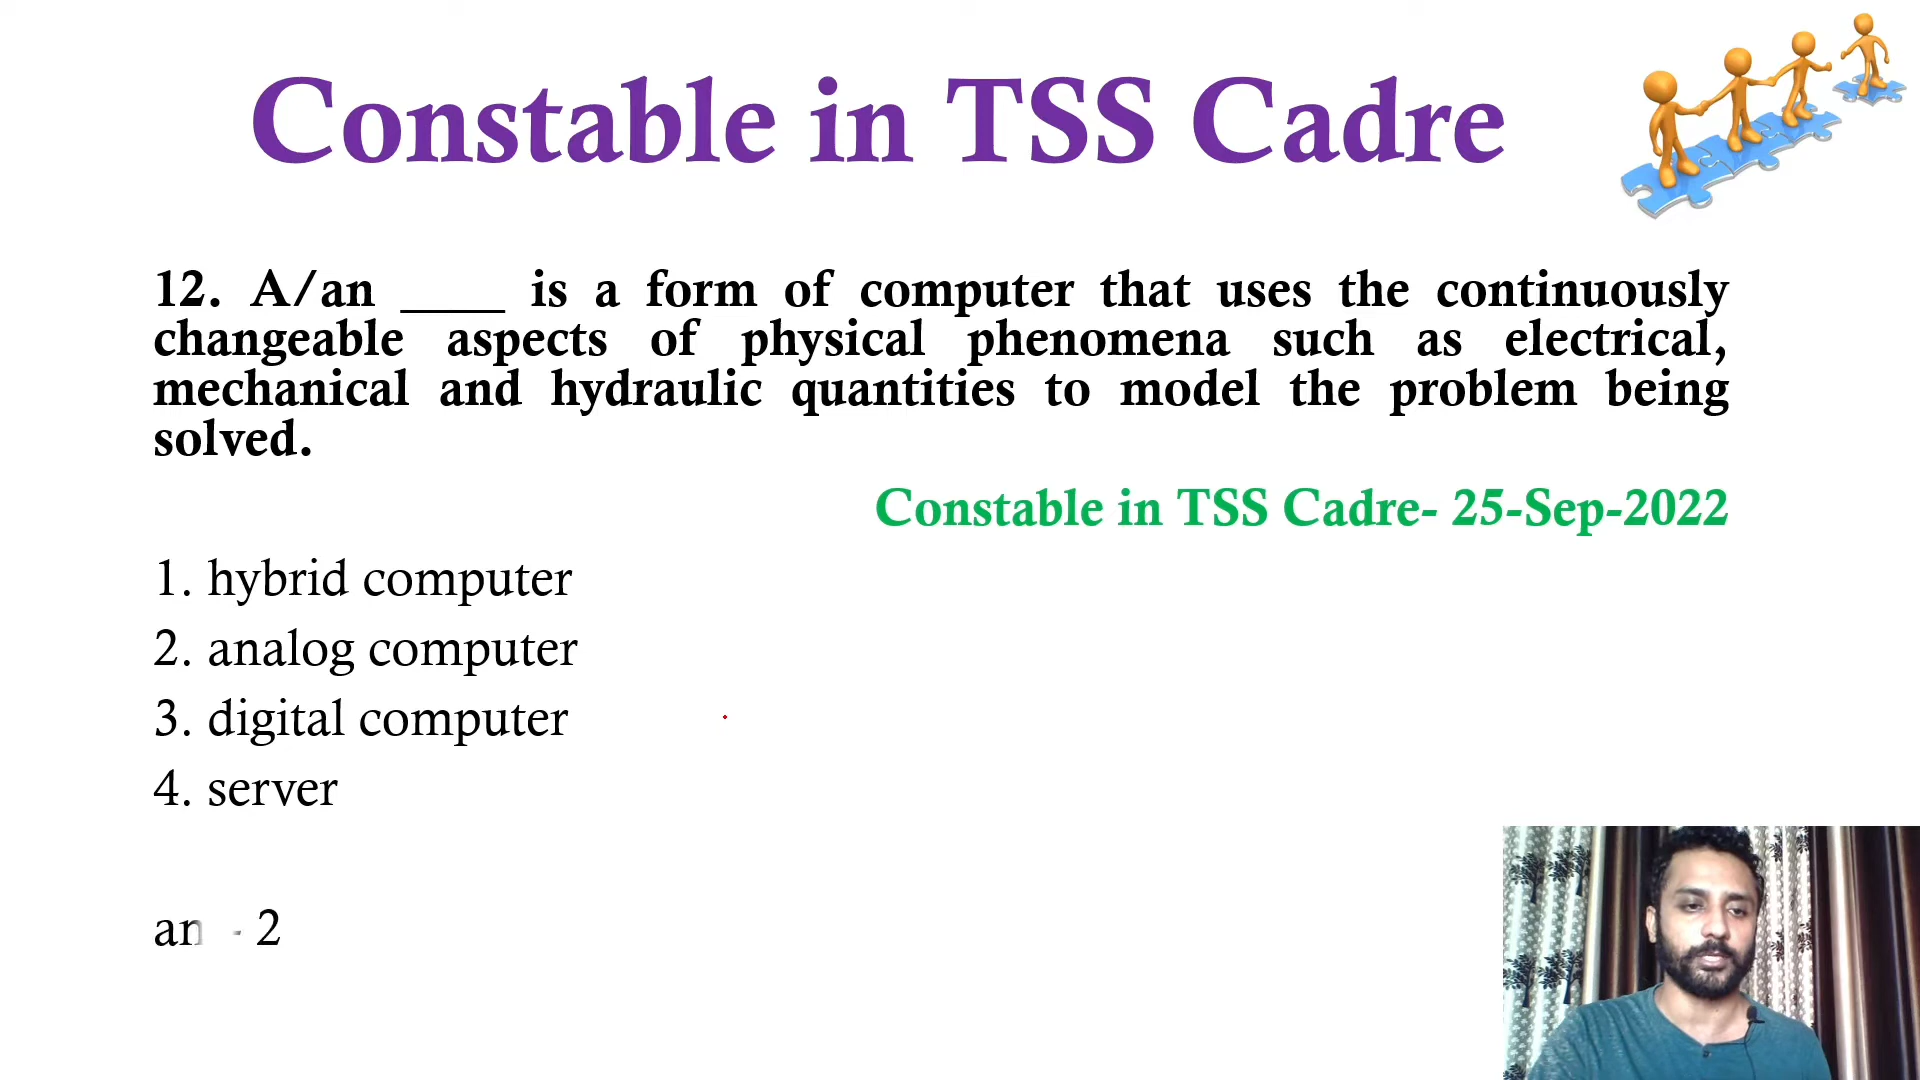 Constable in TSS Cadre
12. A/an ____ is a form of computer that uses the continuously
changeable aspects of physical phenomena such as electrical,
mechanical and hydraulic quantities to model the problem being
solved.
Constable in TSS Cadre- 25-Sep-2022
1. hybrid computer
2. analog computer
3. digital computer
4. server
an - 2